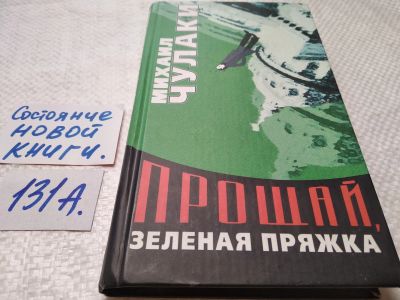 Состояние
НОВОЙ
КНИГИ.
131А.
МИХАИЛ
ЧУЛАКИ
ПРОЩАЙ,
ЗЕЛЕНАЯ ПРЯЖКА